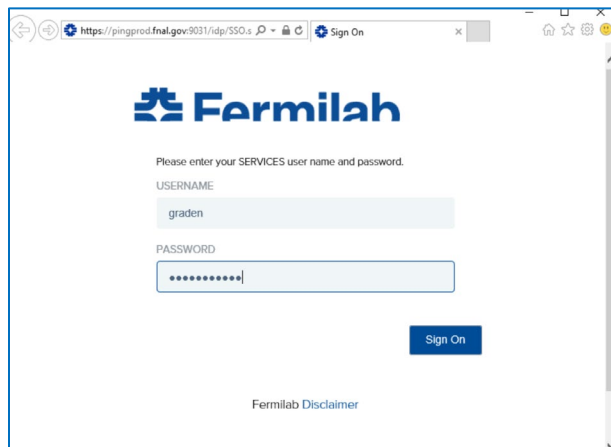 https://pingprod.fnal.gov:9031/idp/SSO.s
Sign On
Fermilab
Please enter your SERVICES user name and password.
USERNAME
graden
PASSWORD
•••••••••••
Sign On
Fermilab Disclaimer